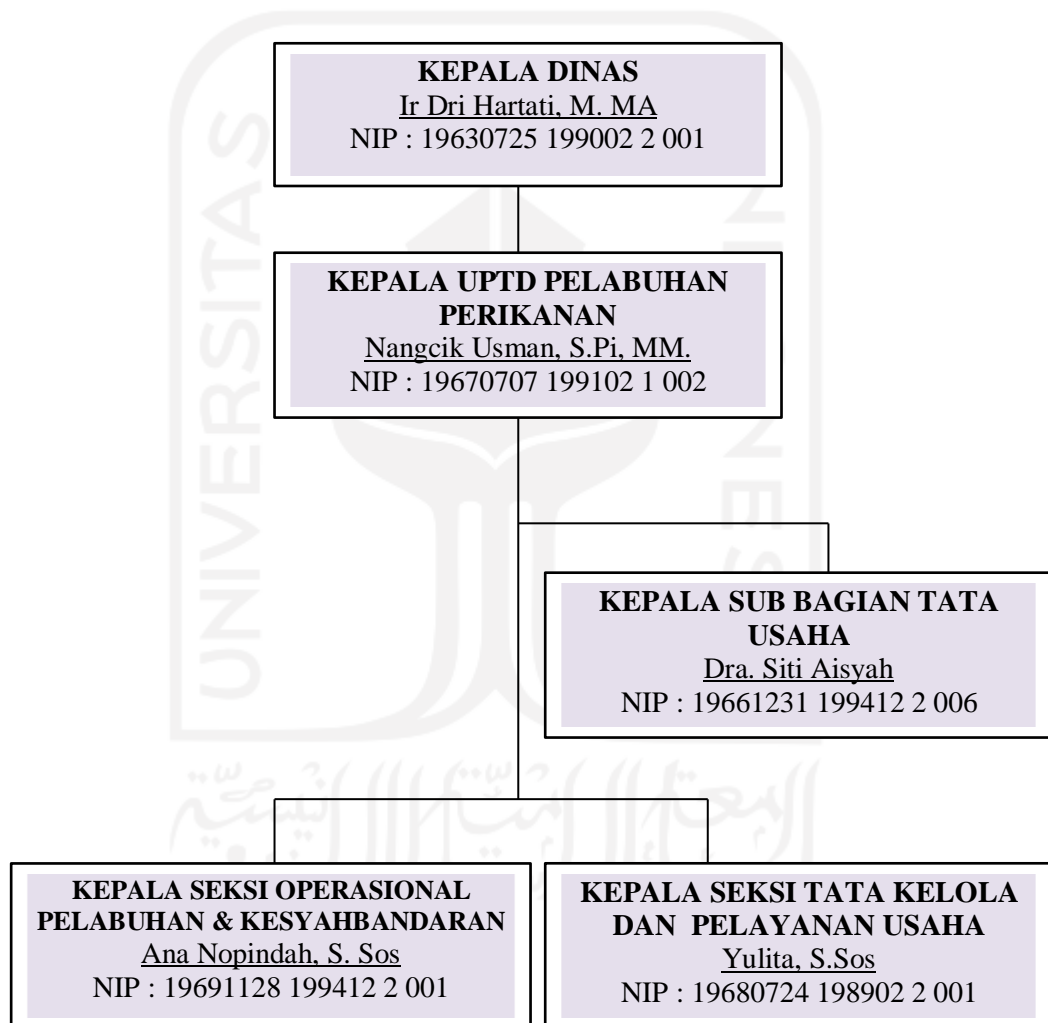 KEPALA DINAS
Ir Dri Hartati, M. MA
NIP : 19630725 199002 2 001
KEPALA UPTD PELABUHAN
PERIKANAN
Nangcik Usman, S.Pi, MM.
NIP : 19670707 199102 1 002
KEPALA SUB BAGIAN TATA
USAHA
Dra. Siti Aisyah
NIP : 19661231 199412 2 006
KEPALA SEKSI OPERASIONAL
PELABUHAN & KESYAHBANDARAN
Ana Nopindah, S. Sos
NIP : 19691128 199412 2 001
KEPALA SEKSI TATA KELOLA
DAN PELAYANAN USAHA
Yulita, S.Sos
NIP : 19680724 198902 2 001
UNIVERSITAS